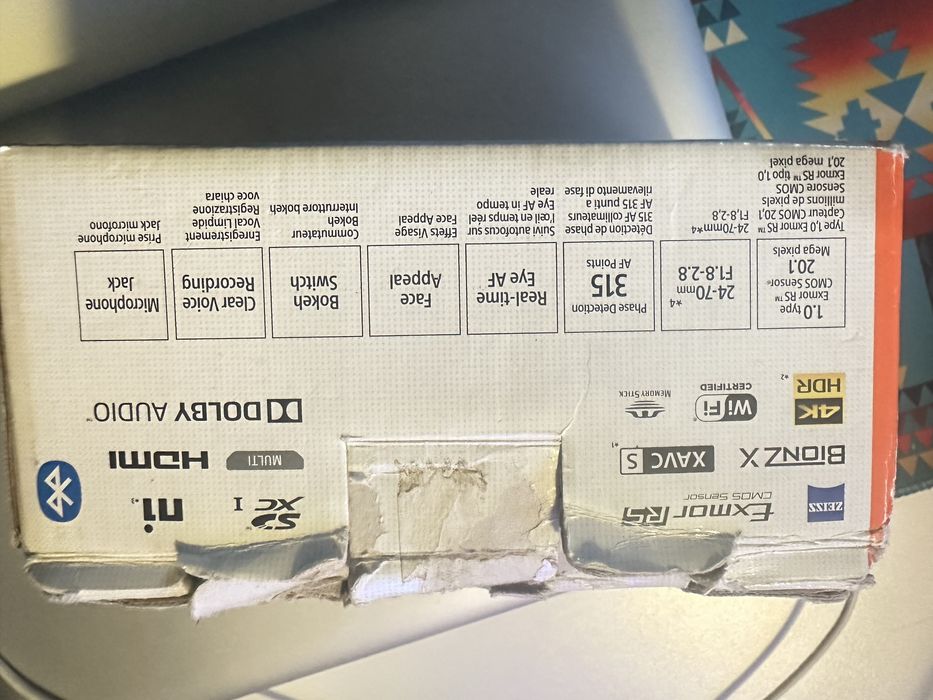 ZEISS
Exmor RS
CMOS Sensor
SD
XC I
BIONZ X
XAVC S *1
MULTI
HDMI
4K
HDR *2
Wi Fi
CERTIFIED
MEMORY STICK
DOLBY AUDIO™
1.0 type
Exmor RS™
CMOS Sensor
20.1
Mega pixels
24-70mm *4
F1.8-2.8
Phase Detection
315
AF Points
Real-time
Eye AF
Face
Appeal
Bokeh
Switch
Clear Voice
Recording
Microphone
Jack
Type 1,0 Exmor RS™
Capteur CMOS 20,1
millions de pixels
Sensore CMOS
Exmor RS™ tipo 1,0
20,1 mega pixel
24-70mm*4
F1,8-2,8
Détection de phase
315 collimateurs AF
AF 315 punti a
rilevamento di fase
Suivi autofocus sur
l'œil en temps réel
Eye AF in tempo
reale
Effets Visage
Face Appeal
Commutateur
Bokeh
Interruttore bokeh
Enregistrement
Vocal Limpide
Registrazione
voce chiara
Prise microphone
Jack microfono